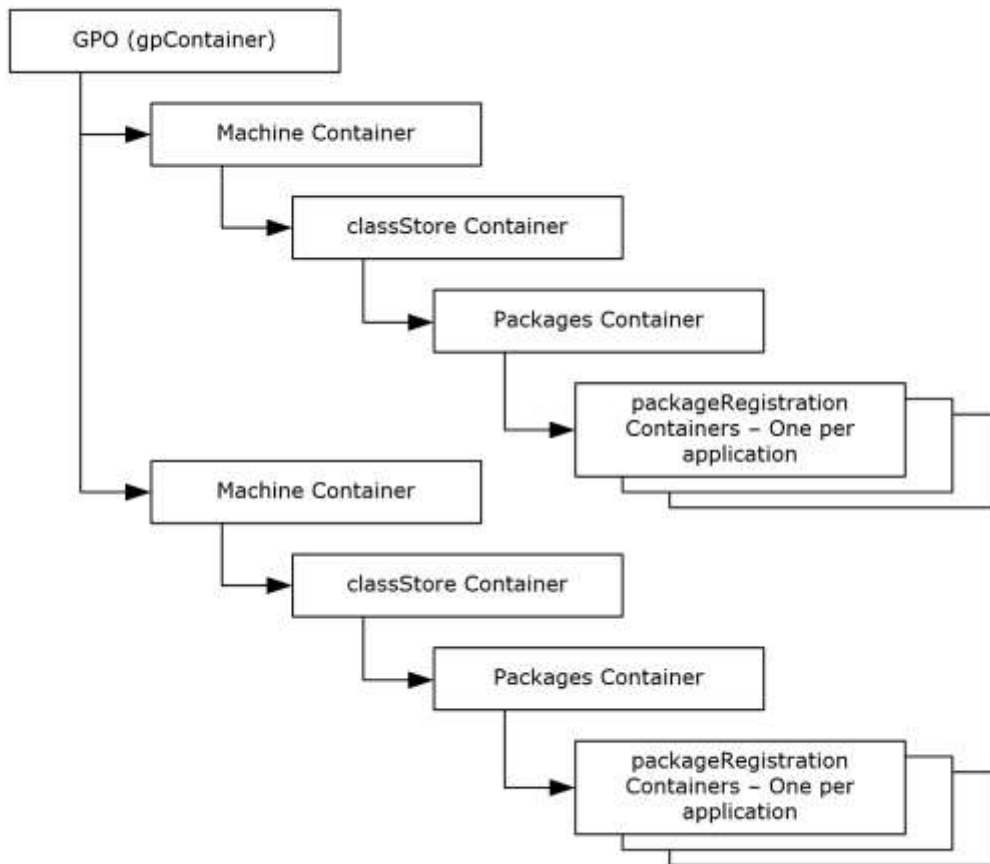 GPO (gpContainer)
Machine Container
classStore Container
Packages Container
packageRegistration
Containers – One per
application
Machine Container
classStore Container
Packages Container
packageRegistration
Containers – One per
application